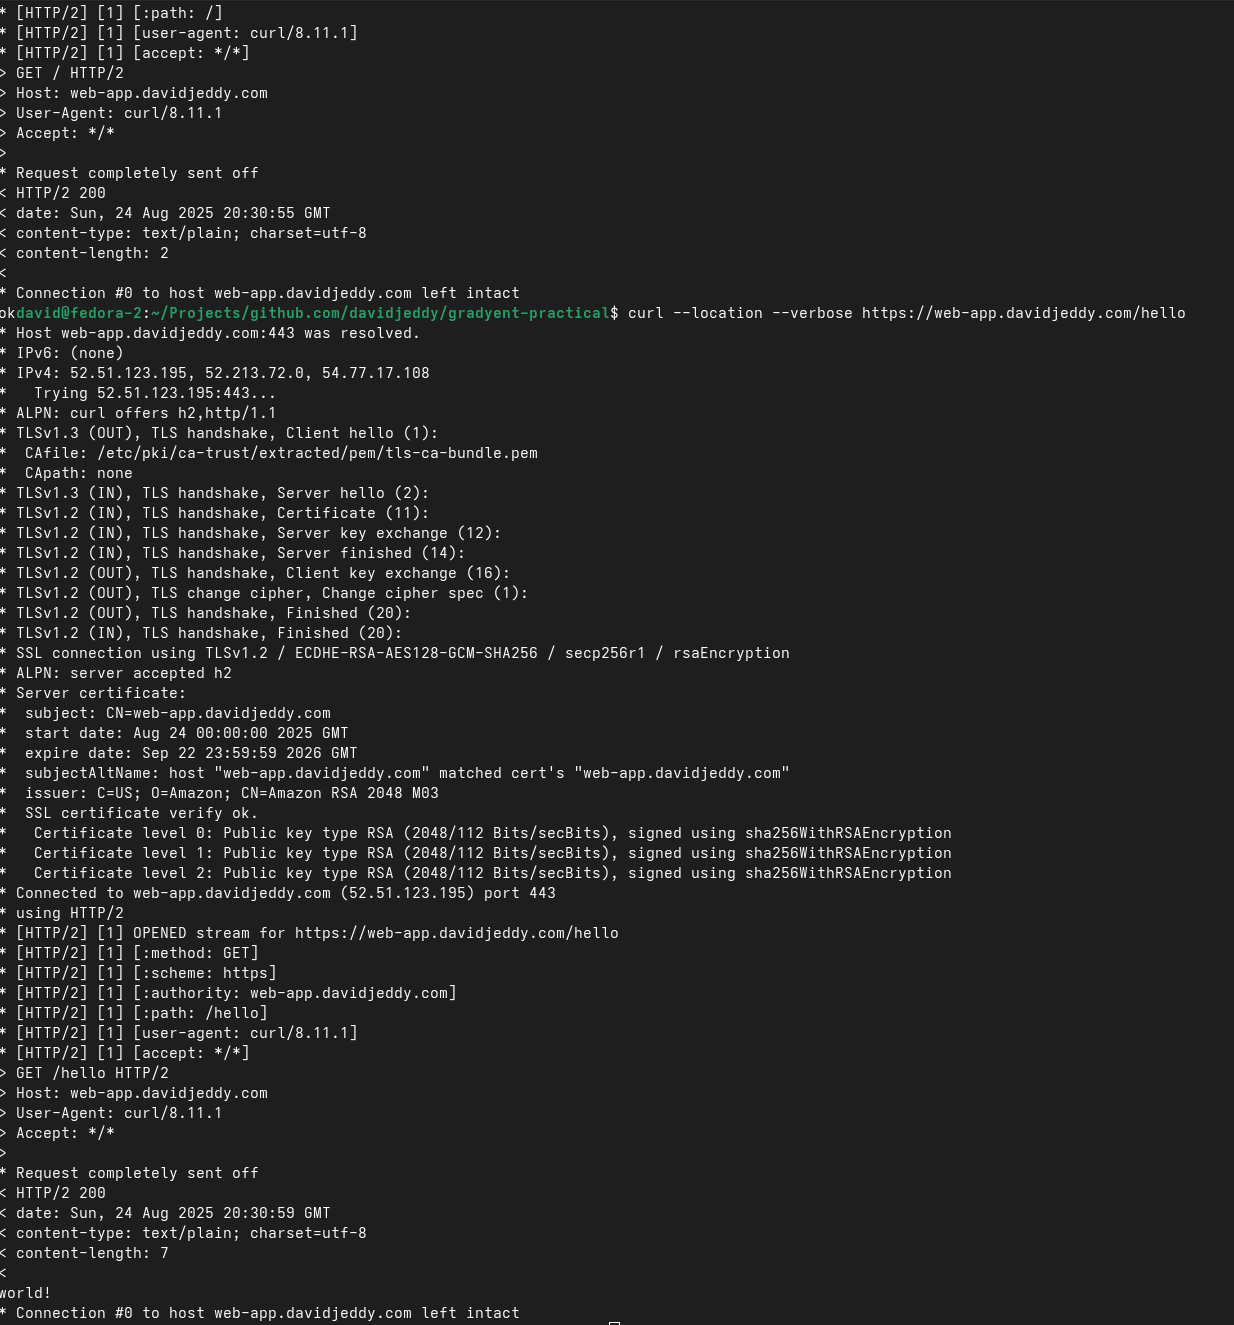 * [HTTP/2] [1] [:path: /]
* [HTTP/2] [1] [user-agent: curl/8.11.1]
* [HTTP/2] [1] [accept: */*]
> GET / HTTP/2
> Host: web-app.davidjeddy.com
> User-Agent: curl/8.11.1
> Accept: */*
>
* Request completely sent off
< HTTP/2 200
< date: Sun, 24 Aug 2025 20:30:55 GMT
< content-type: text/plain; charset=utf-8
< content-length: 2
<
* Connection #0 to host web-app.davidjeddy.com left intact
okdavid@fedora-2:~/Projects/github.com/davidjeddy/gradyent-practical$ curl --location --verbose https://web-app.davidjeddy.com/hello
* Host web-app.davidjeddy.com:443 was resolved.
* IPv6: (none)
* IPv4: 52.51.123.195, 52.213.72.0, 54.77.17.108
*   Trying 52.51.123.195:443...
* ALPN: curl offers h2,http/1.1
* TLSv1.3 (OUT), TLS handshake, Client hello (1):
*  CAfile: /etc/pki/ca-trust/extracted/pem/tls-ca-bundle.pem
*  CApath: none
* TLSv1.3 (IN), TLS handshake, Server hello (2):
* TLSv1.2 (IN), TLS handshake, Certificate (11):
* TLSv1.2 (IN), TLS handshake, Server key exchange (12):
* TLSv1.2 (IN), TLS handshake, Server finished (14):
* TLSv1.2 (OUT), TLS handshake, Client key exchange (16):
* TLSv1.2 (OUT), TLS change cipher, Change cipher spec (1):
* TLSv1.2 (OUT), TLS handshake, Finished (20):
* TLSv1.2 (IN), TLS handshake, Finished (20):
* SSL connection using TLSv1.2 / ECDHE-RSA-AES128-GCM-SHA256 / secp256r1 / rsaEncryption
* ALPN: server accepted h2
* Server certificate:
*  subject: CN=web-app.davidjeddy.com
*  start date: Aug 24 00:00:00 2025 GMT
*  expire date: Sep 22 23:59:59 2026 GMT
*  subjectAltName: host "web-app.davidjeddy.com" matched cert's "web-app.davidjeddy.com"
*  issuer: C=US; O=Amazon; CN=Amazon RSA 2048 M03
*  SSL certificate verify ok.
*   Certificate level 0: Public key type RSA (2048/112 Bits/secBits), signed using sha256WithRSAEncryption
*   Certificate level 1: Public key type RSA (2048/112 Bits/secBits), signed using sha256WithRSAEncryption
*   Certificate level 2: Public key type RSA (2048/112 Bits/secBits), signed using sha256WithRSAEncryption
* Connected to web-app.davidjeddy.com (52.51.123.195) port 443
* using HTTP/2
* [HTTP/2] [1] OPENED stream for https://web-app.davidjeddy.com/hello
* [HTTP/2] [1] [:method: GET]
* [HTTP/2] [1] [:scheme: https]
* [HTTP/2] [1] [:authority: web-app.davidjeddy.com]
* [HTTP/2] [1] [:path: /hello]
* [HTTP/2] [1] [user-agent: curl/8.11.1]
* [HTTP/2] [1] [accept: */*]
> GET /hello HTTP/2
> Host: web-app.davidjeddy.com
> User-Agent: curl/8.11.1
> Accept: */*
>
* Request completely sent off
< HTTP/2 200
< date: Sun, 24 Aug 2025 20:30:59 GMT
< content-type: text/plain; charset=utf-8
< content-length: 7
<
world!
* Connection #0 to host web-app.davidjeddy.com left intact